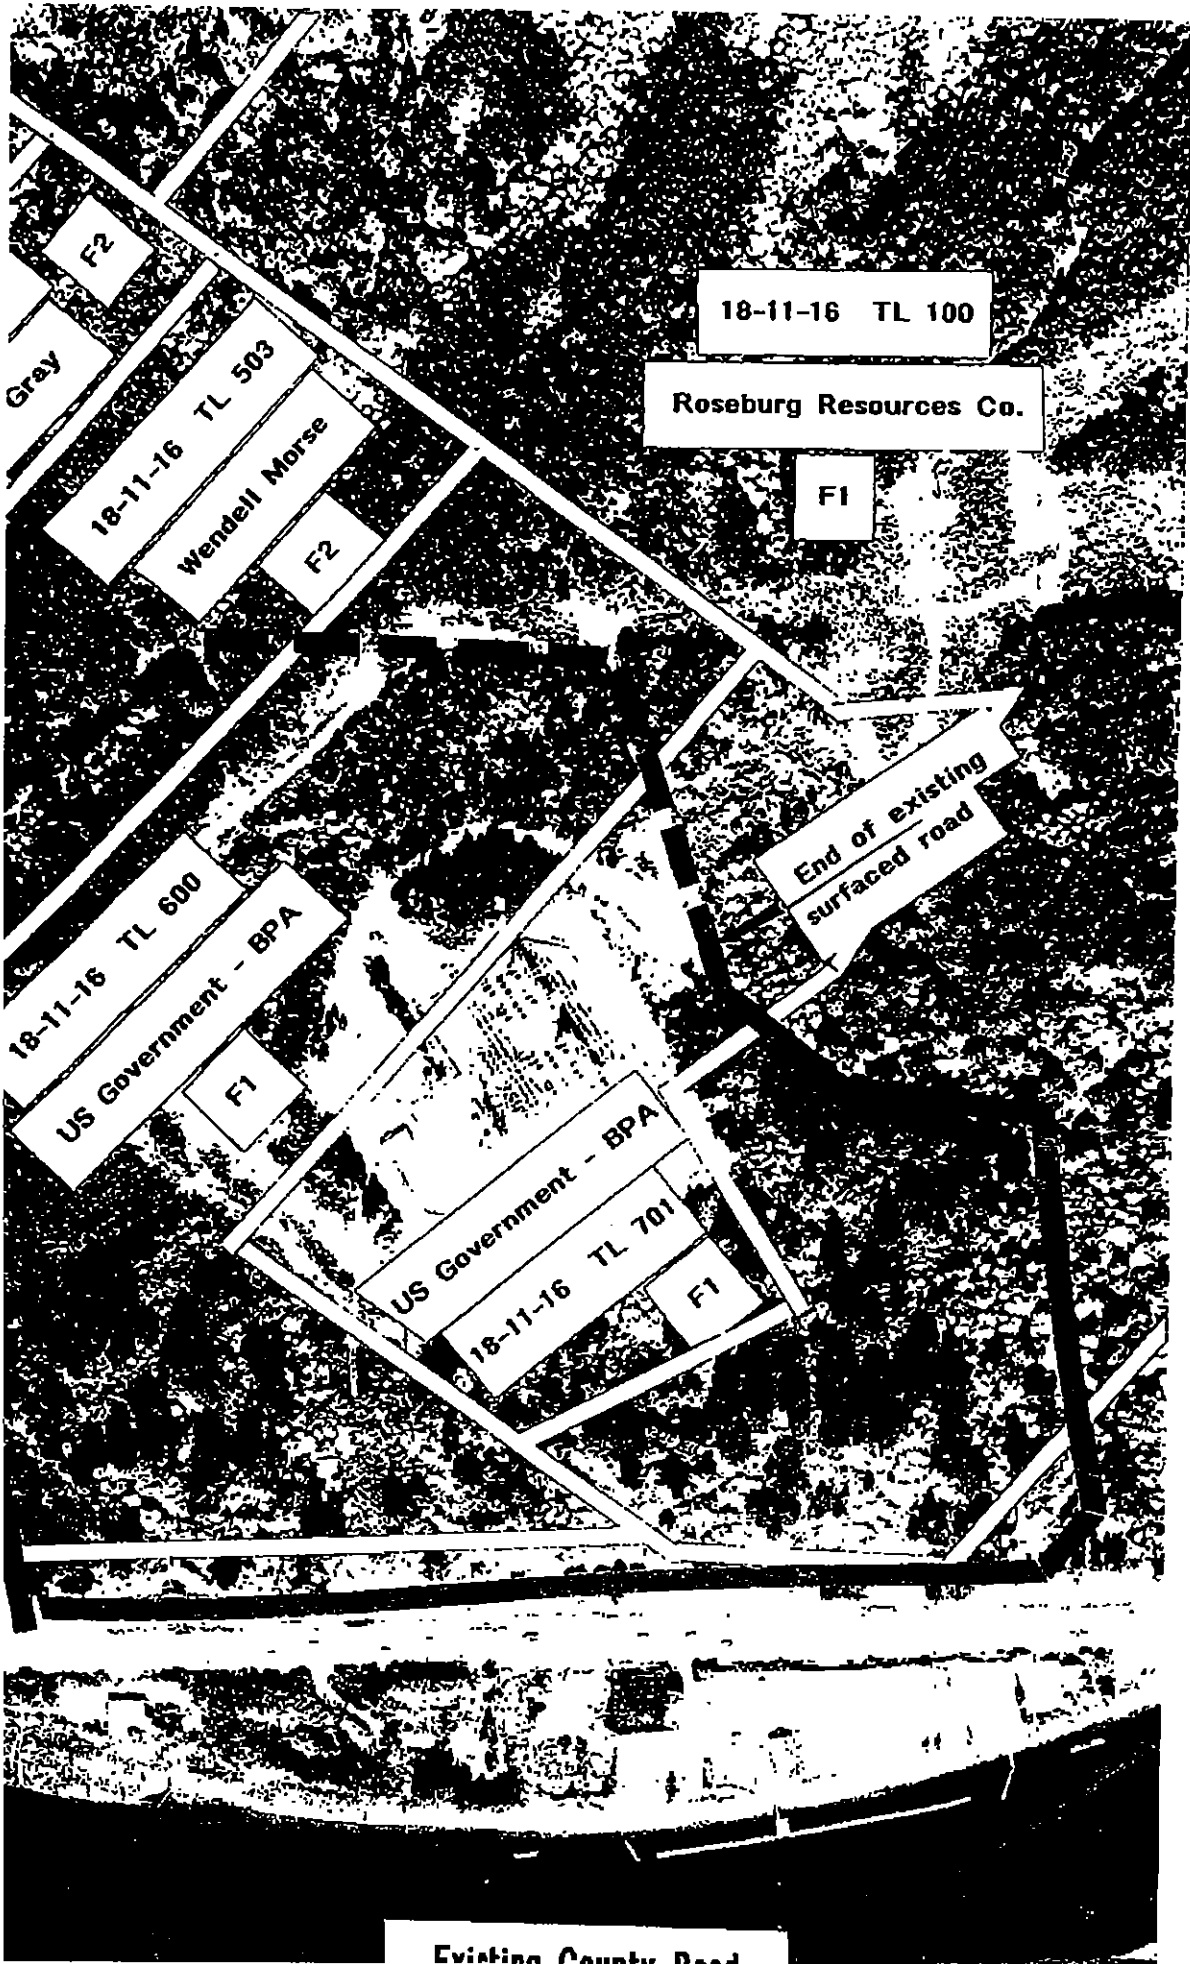 F2
Gray
18-11-16 TL 503
Wendell Morse
F2
18-11-16 TL 100
Roseburg Resources Co.
F1
End of existing
surfaced road
18-11-16 TL 600
US Government - BPA
F1
US Government - BPA
18-11-16 TL 701
F1
Existing County Road